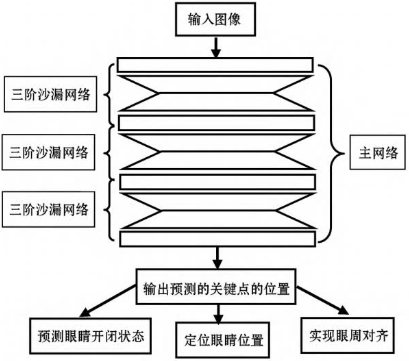 输入图像
三阶沙漏网络
三阶沙漏网络
主网络
三阶沙漏网络
输出预测的关键点的位置
预测眼睛开闭状态
定位眼睛位置
实现眼周对齐